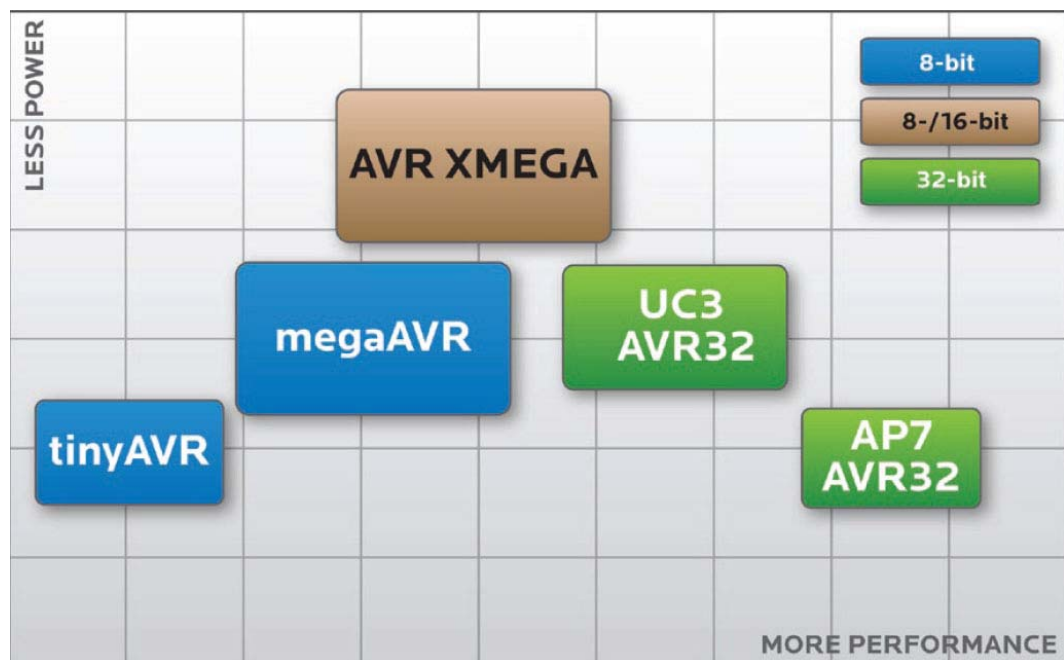 LESS POWER
8-bit
8-/16-bit
32-bit
AVR XMEGA
megaAVR
UC3
AVR32
tinyAVR
AP7
AVR32
MORE PERFORMANCE